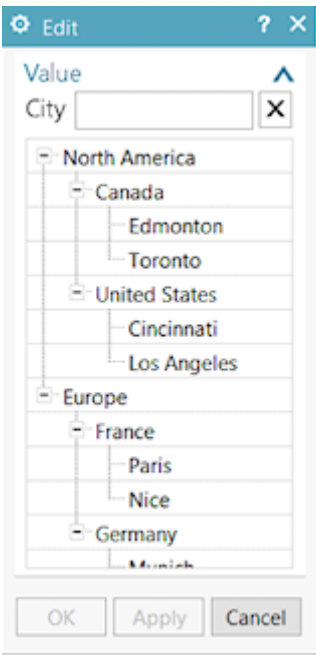 Edit ? ×
Value
City
North America
Canada
Edmonton
Toronto
United States
Cincinnati
Los Angeles
Europe
France
Paris
Nice
Germany
Munich
OK Apply Cancel